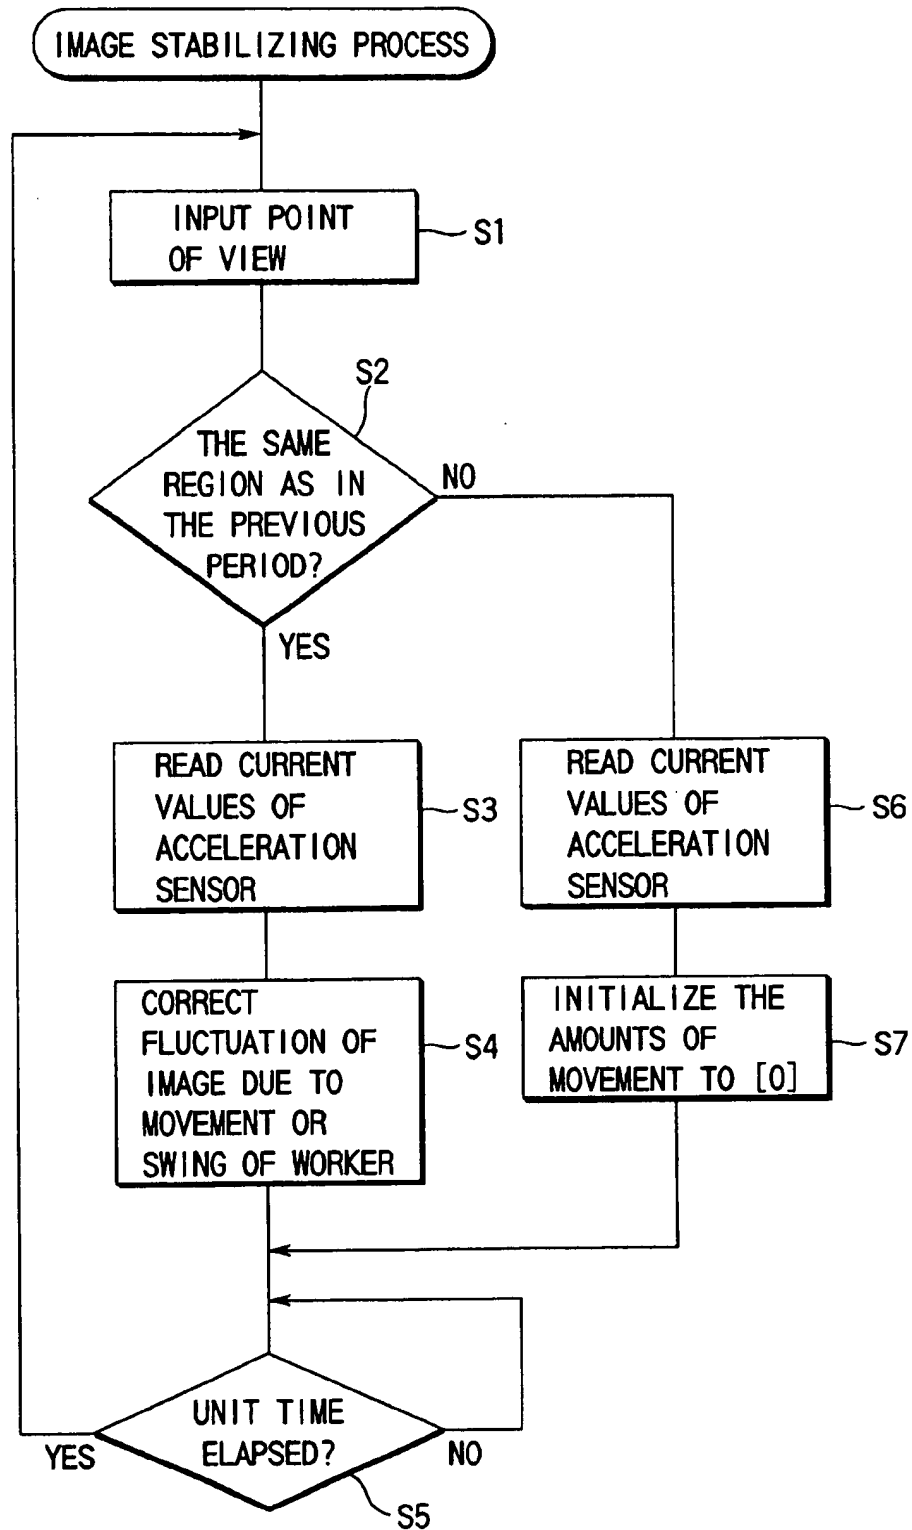 IMAGE STABILIZING PROCESS
INPUT POINT
OF VIEW
S1
S2
THE SAME
REGION AS IN
THE PREVIOUS
PERIOD?
NO
YES
READ CURRENT
VALUES OF
ACCELERATION
SENSOR
S3
READ CURRENT
VALUES OF
ACCELERATION
SENSOR
S6
CORRECT
FLUCTUATION OF
IMAGE DUE TO
MOVEMENT OR
SWING OF WORKER
S4
INITIALIZE THE
AMOUNTS OF
MOVEMENT TO [0]
S7
UNIT TIME
ELAPSED?
YES
NO
S5